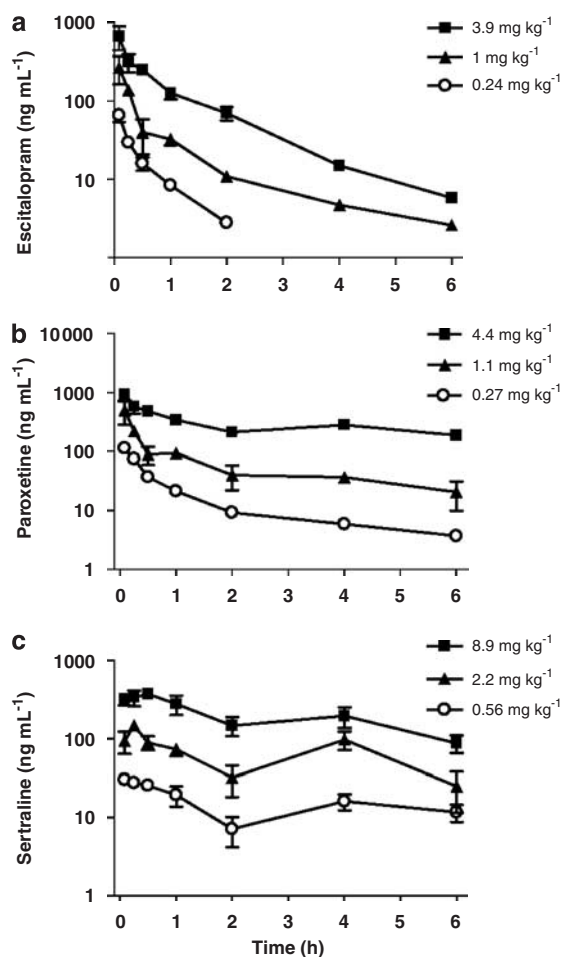 a
Escitalopram (ng mL⁻¹)
1000
100
10
3.9 mg kg⁻¹
1 mg kg⁻¹
0.24 mg kg⁻¹
0 1 2 3 4 5 6
b
Paroxetine (ng mL⁻¹)
10 000
1000
100
10
1
4.4 mg kg⁻¹
1.1 mg kg⁻¹
0.27 mg kg⁻¹
0 1 2 3 4 5 6
c
Sertraline (ng mL⁻¹)
1000
100
10
1
8.9 mg kg⁻¹
2.2 mg kg⁻¹
0.56 mg kg⁻¹
0 1 2 3 4 5 6
Time (h)